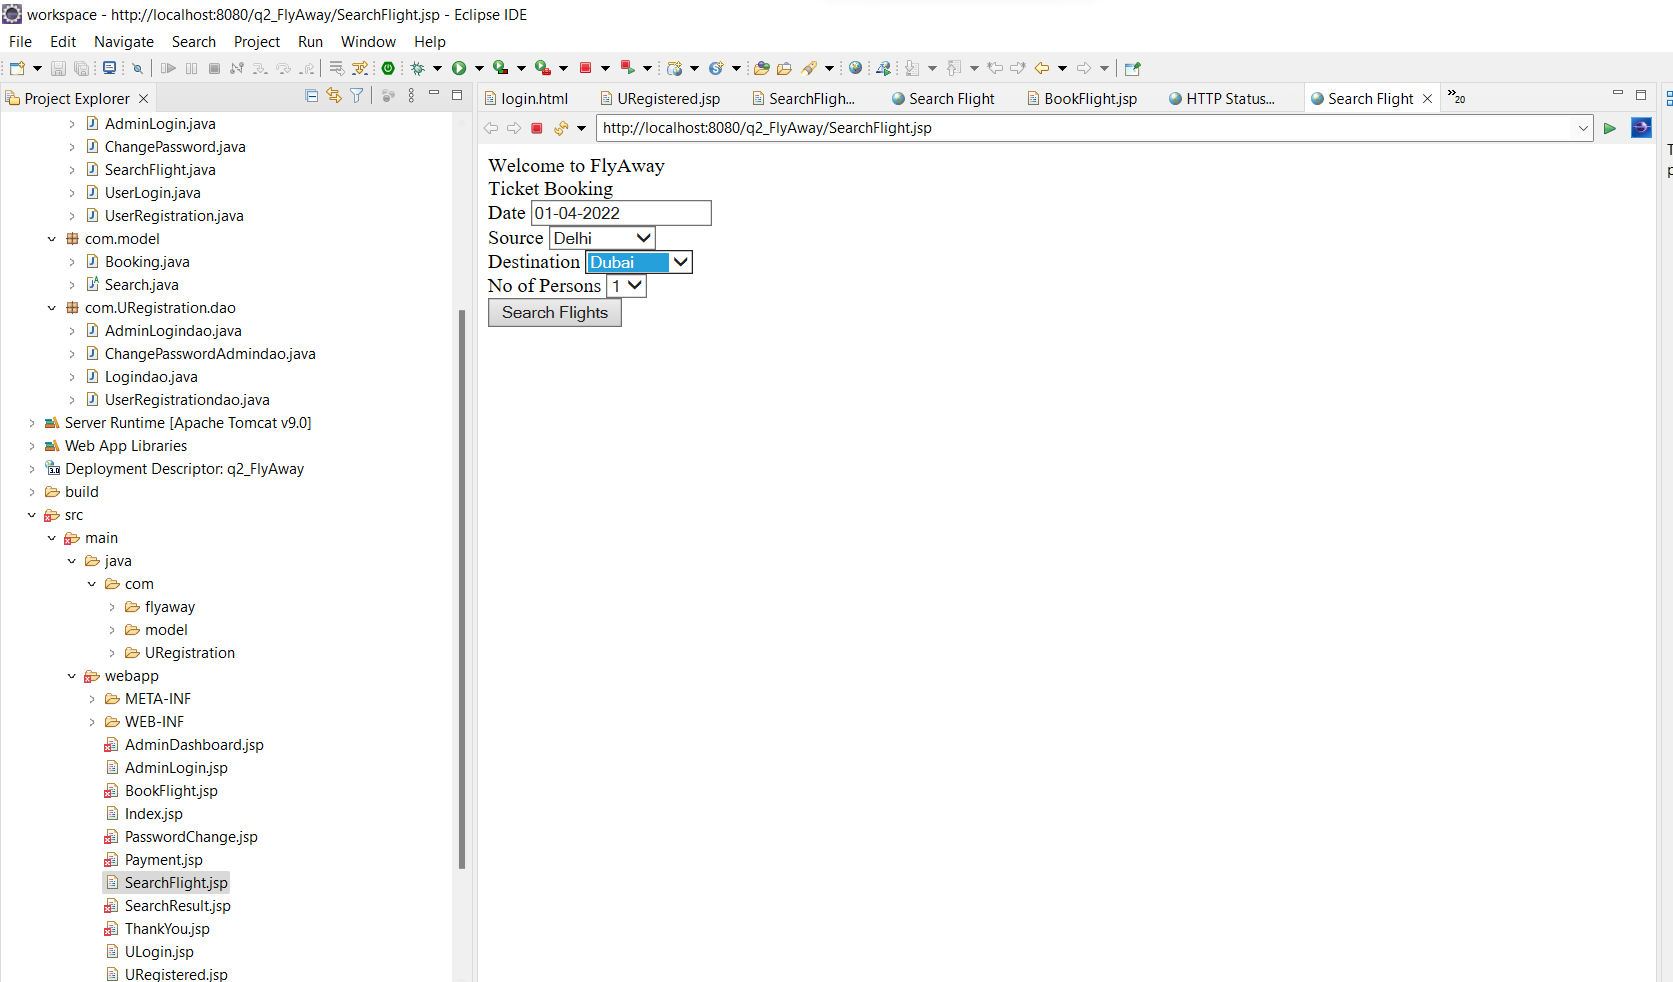 workspace - http://localhost:8080/q2_FlyAway/SearchFlight.jsp - Eclipse IDE
File Edit Navigate Search Project Run Window Help
Project Explorer
AdminLogin.java
ChangePassword.java
SearchFlight.java
UserLogin.java
UserRegistration.java
com.model
Booking.java
Search.java
com.URegistration.dao
AdminLogindao.java
ChangePasswordAdmindao.java
Logindao.java
UserRegistrationdao.java
Server Runtime [Apache Tomcat v9.0]
Web App Libraries
Deployment Descriptor: q2_FlyAway
build
src
main
java
com
flyaway
model
URegistration
webapp
META-INF
WEB-INF
AdminDashboard.jsp
AdminLogin.jsp
BookFlight.jsp
Index.jsp
PasswordChange.jsp
Payment.jsp
SearchFlight.jsp
SearchResult.jsp
ThankYou.jsp
ULogin.jsp
URegistered.jsp
login.html URegistered.jsp SearchFligh... Search Flight BookFlight.jsp HTTP Status... Search Flight 20
http://localhost:8080/q2_FlyAway/SearchFlight.jsp
Welcome to FlyAway
Ticket Booking
Date 01-04-2022
Source Delhi
Destination Dubai
No of Persons 1
Search Flights